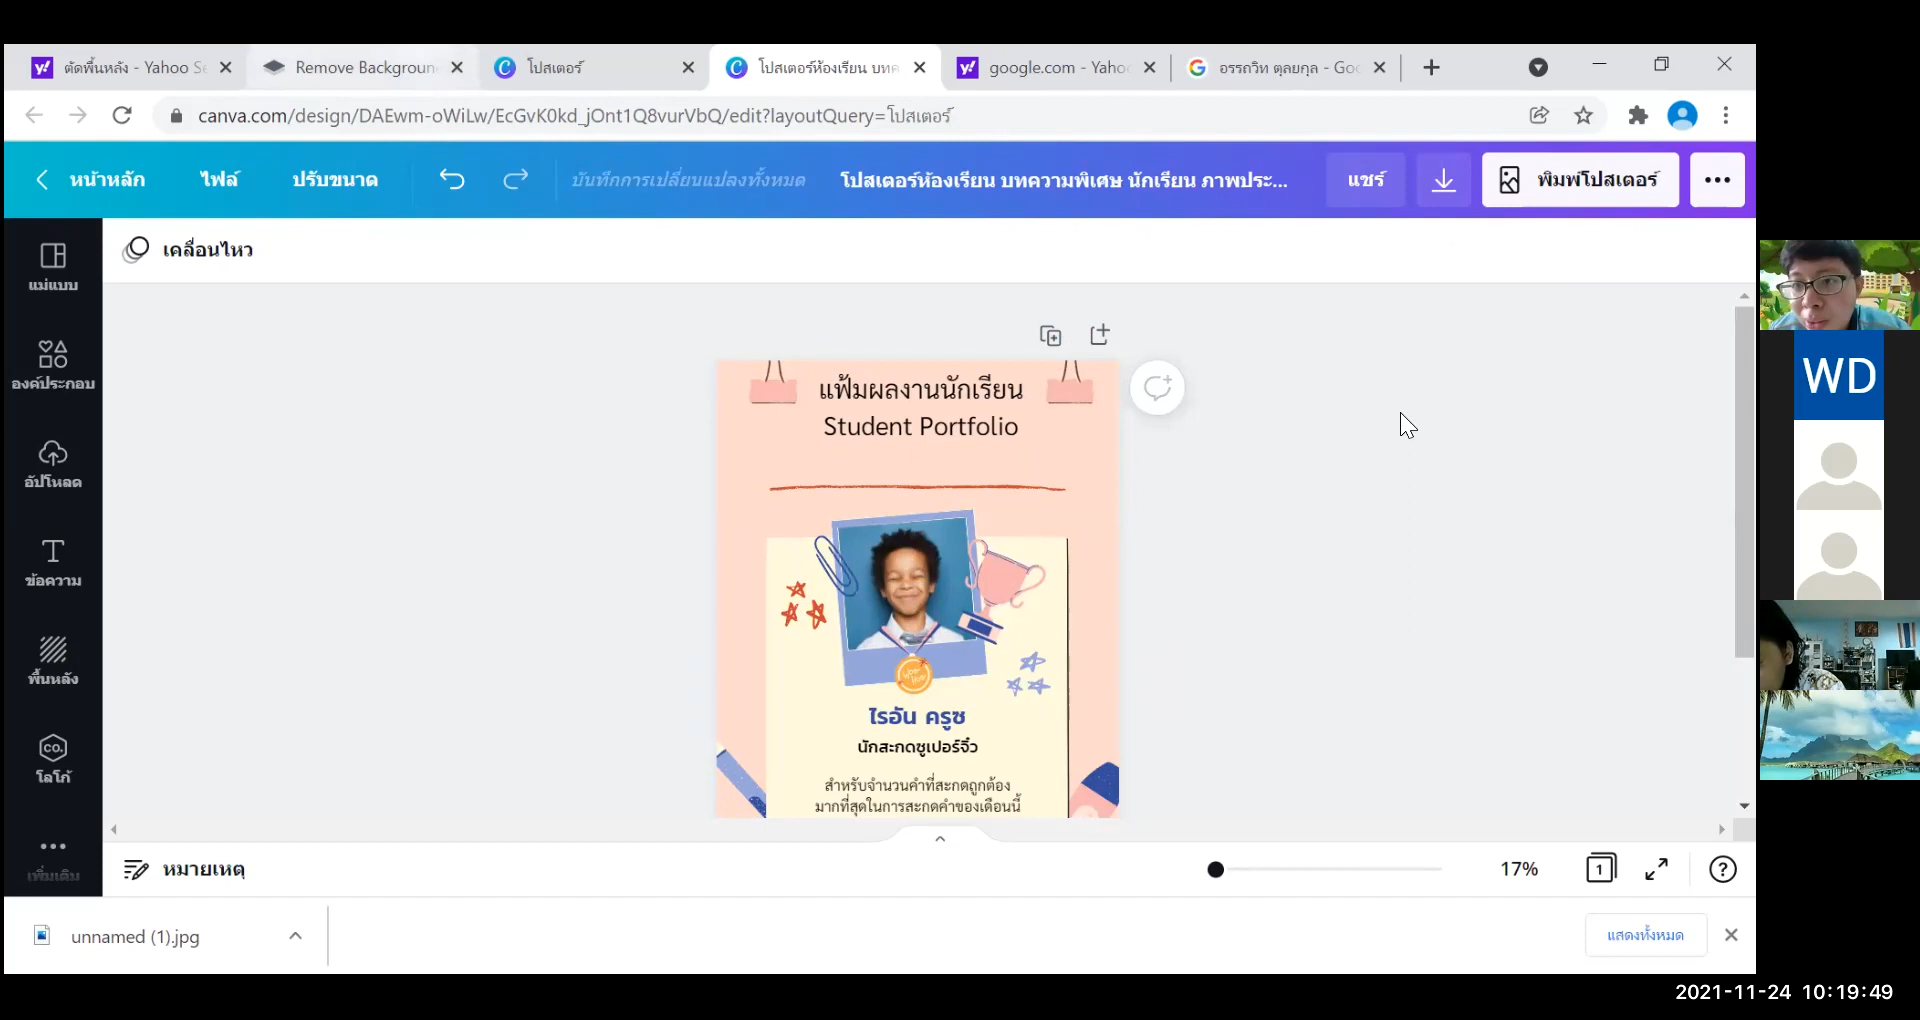 ตัดพื้นหลัง - Yahoo Se
Remove Background
โปสเตอร์
โปสเตอร์ห้องเรียน บทค
google.com - Yahoo
อรรถวิท ตุลยกุล - Goo
canva.com/design/DAEwm-oWiLw/EcGvK0kd_jOnt1Q8vurVbQ/edit?layoutQuery=โปสเตอร์
หน้าหลัก
ไฟล์
ปรับขนาด
บันทึกการเปลี่ยนแปลงทั้งหมด
โปสเตอร์ห้องเรียน บทความพิเศษ นักเรียน ภาพประ...
แชร์
พิมพ์โปสเตอร์
เคลื่อนไหว
แม่แบบ
องค์ประกอบ
อัปโหลด
ข้อความ
พื้นหลัง
CO.
โลโก้
เพิ่มเติม
แฟ้มผลงานนักเรียน
Student Portfolio
ไรอัน ครูซ
นักสะกดซูเปอร์จิ๋ว
สำหรับจำนวนคำที่สะกดถูกต้อง
มากที่สุดในการสะกดคำของเดือนนี้
WD
หมายเหตุ
17%
1
unnamed (1).jpg
แสดงทั้งหมด
2021-11-24 10:19:49